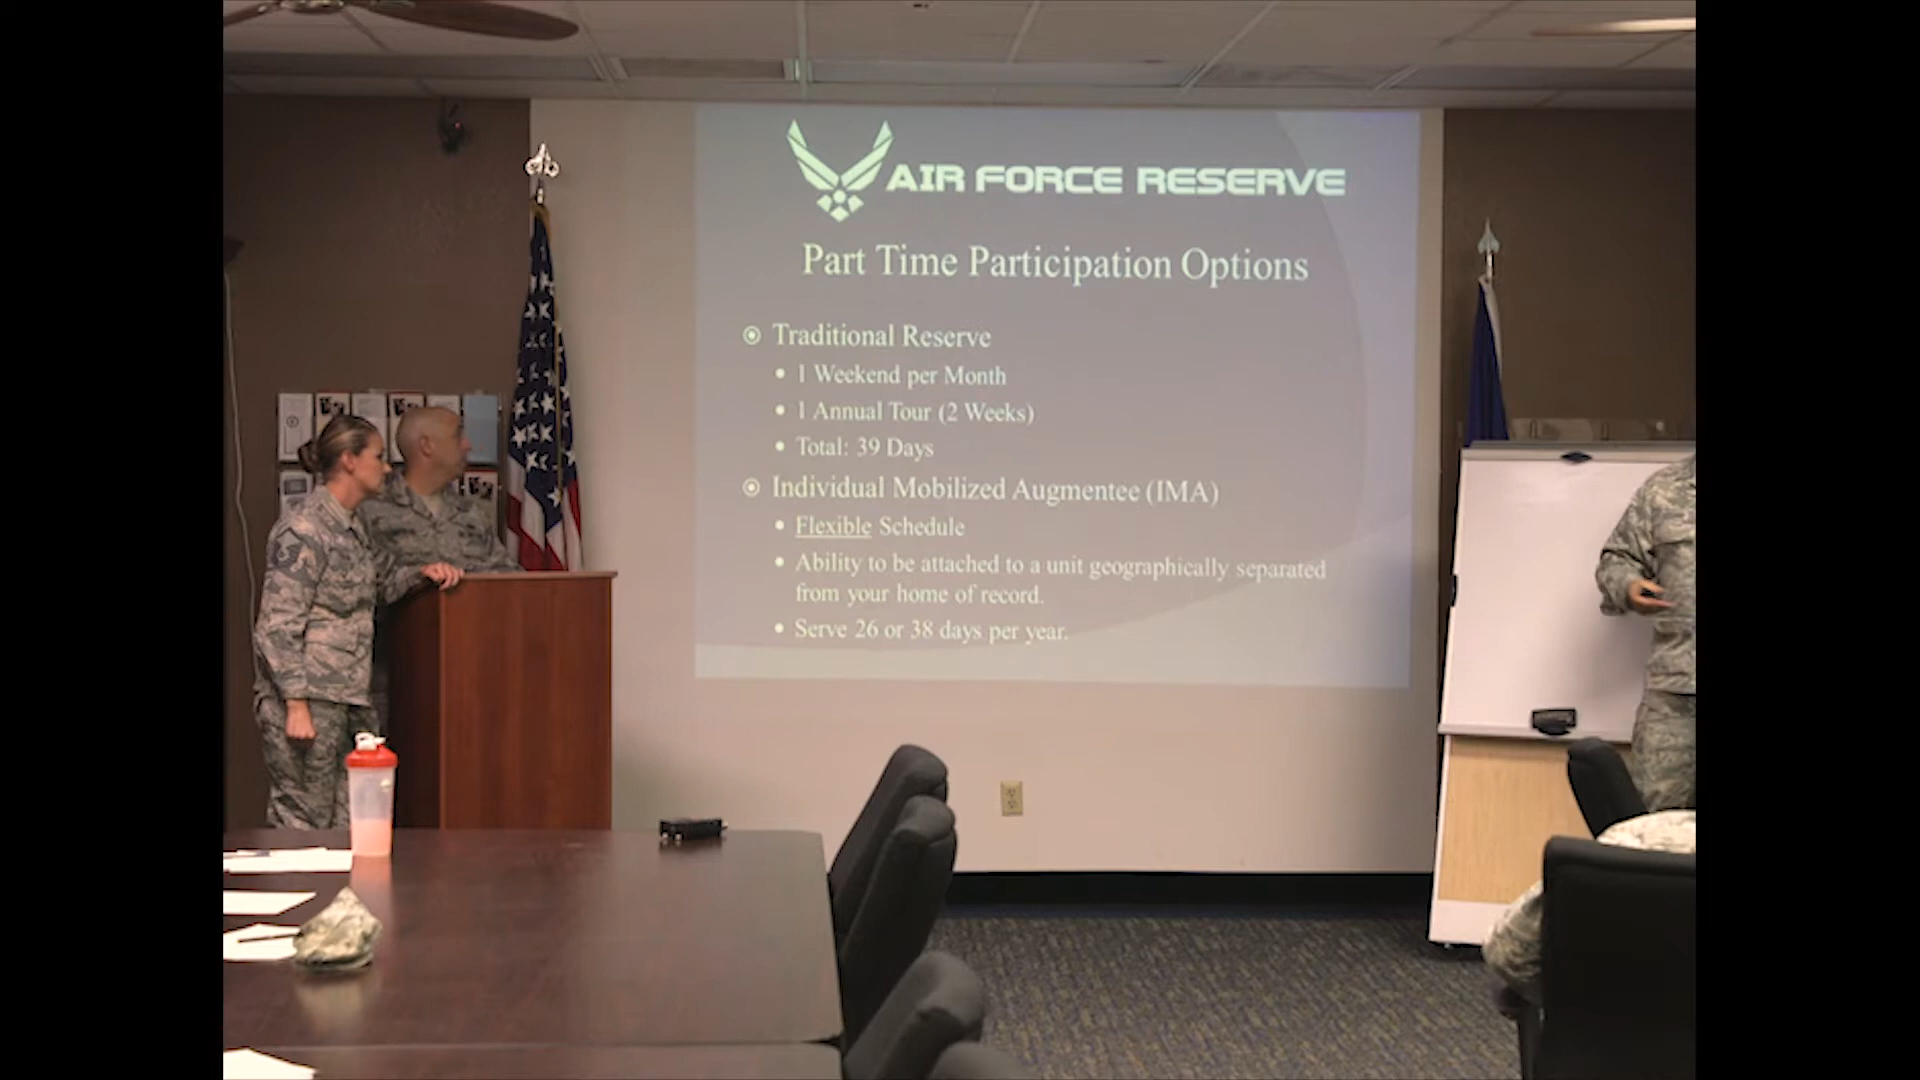 AIR FORCE RESERVE
Part Time Participation Options
Traditional Reserve
1 Weekend per Month
1 Annual Tour (2 Weeks)
Total: 39 Days
Individual Mobilized Augmentee (IMA)
Flexible Schedule
Ability to be attached to a unit geographically separated
from your home of record.
Serve 26 or 38 days per year.